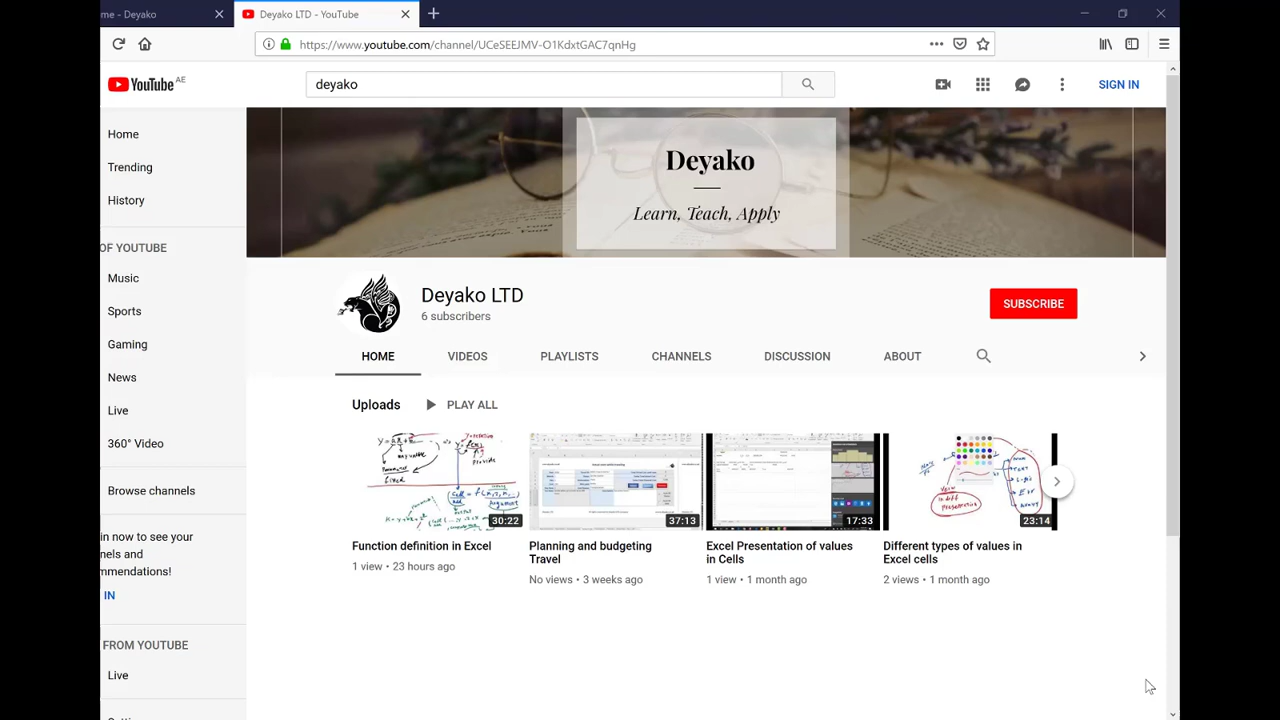 me - Deyako
Deyako LTD - YouTube
https://www.youtube.com/channel/UCeSEEJMV-O1KdxtGAC7qnHg
YouTube AE
deyako
SIGN IN
Home
Trending
History
OF YOUTUBE
Music
Sports
Gaming
News
Live
360° Video
Browse channels
in now to see your
nels and
mmendations!
IN
FROM YOUTUBE
Live
Deyako
Learn, Teach, Apply
Deyako LTD
6 subscribers
SUBSCRIBE
HOME VIDEOS PLAYLISTS CHANNELS DISCUSSION ABOUT
Uploads PLAY ALL
30:22
37:13
17:33
23:14
Function definition in Excel
1 view • 23 hours ago
Planning and budgeting
Travel
No views • 3 weeks ago
Excel Presentation of values
in Cells
1 view • 1 month ago
Different types of values in
Excel cells
2 views • 1 month ago